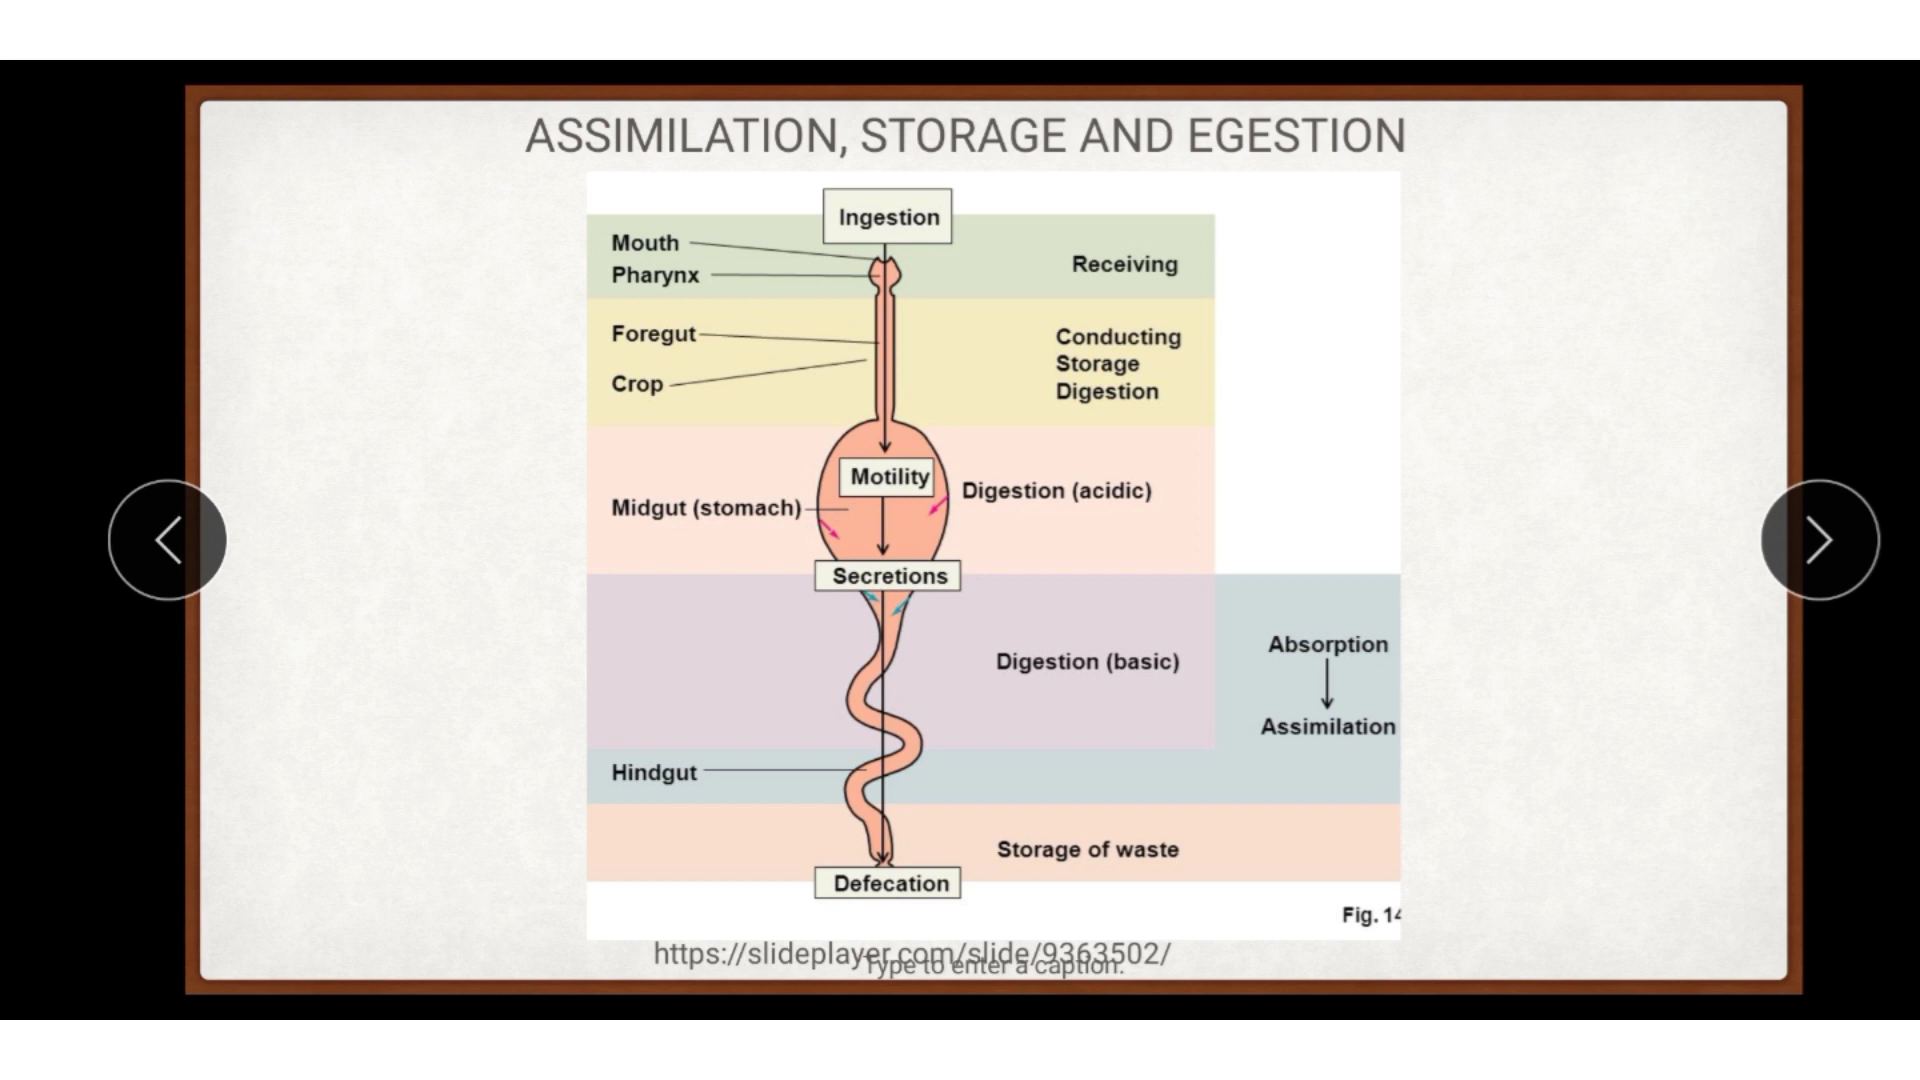 ASSIMILATION, STORAGE AND EGESTION
Ingestion
Mouth
Pharynx
Receiving
Foregut
Crop
Conducting
Storage
Digestion
Motility
Midgut (stomach)
Digestion (acidic)
Secretions
Digestion (basic)
Absorption
Assimilation
Hindgut
Storage of waste
Defecation
Fig. 14
https://slideplayer.com/slide/9363502/
Type to enter a caption.